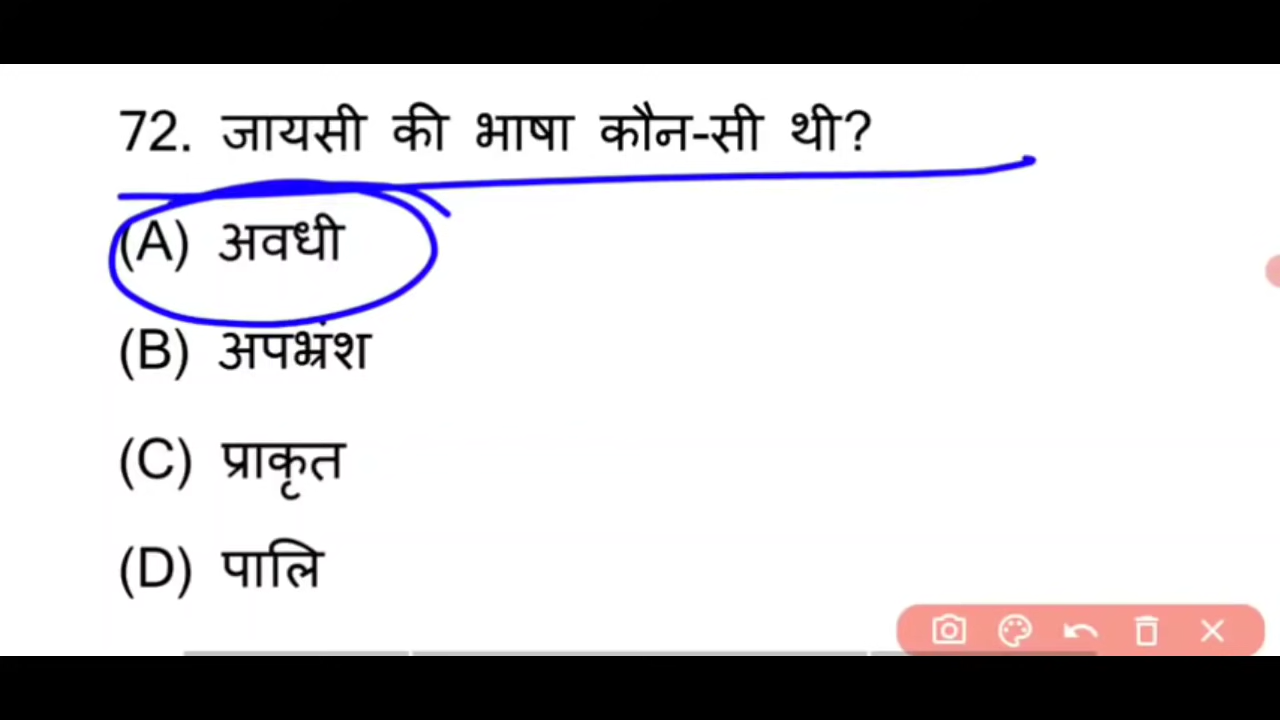 72. जायसी की भाषा कौन-सी थी?
(A) अवधी
(B) अपभ्रंश
(C) प्राकृत
(D) पालि